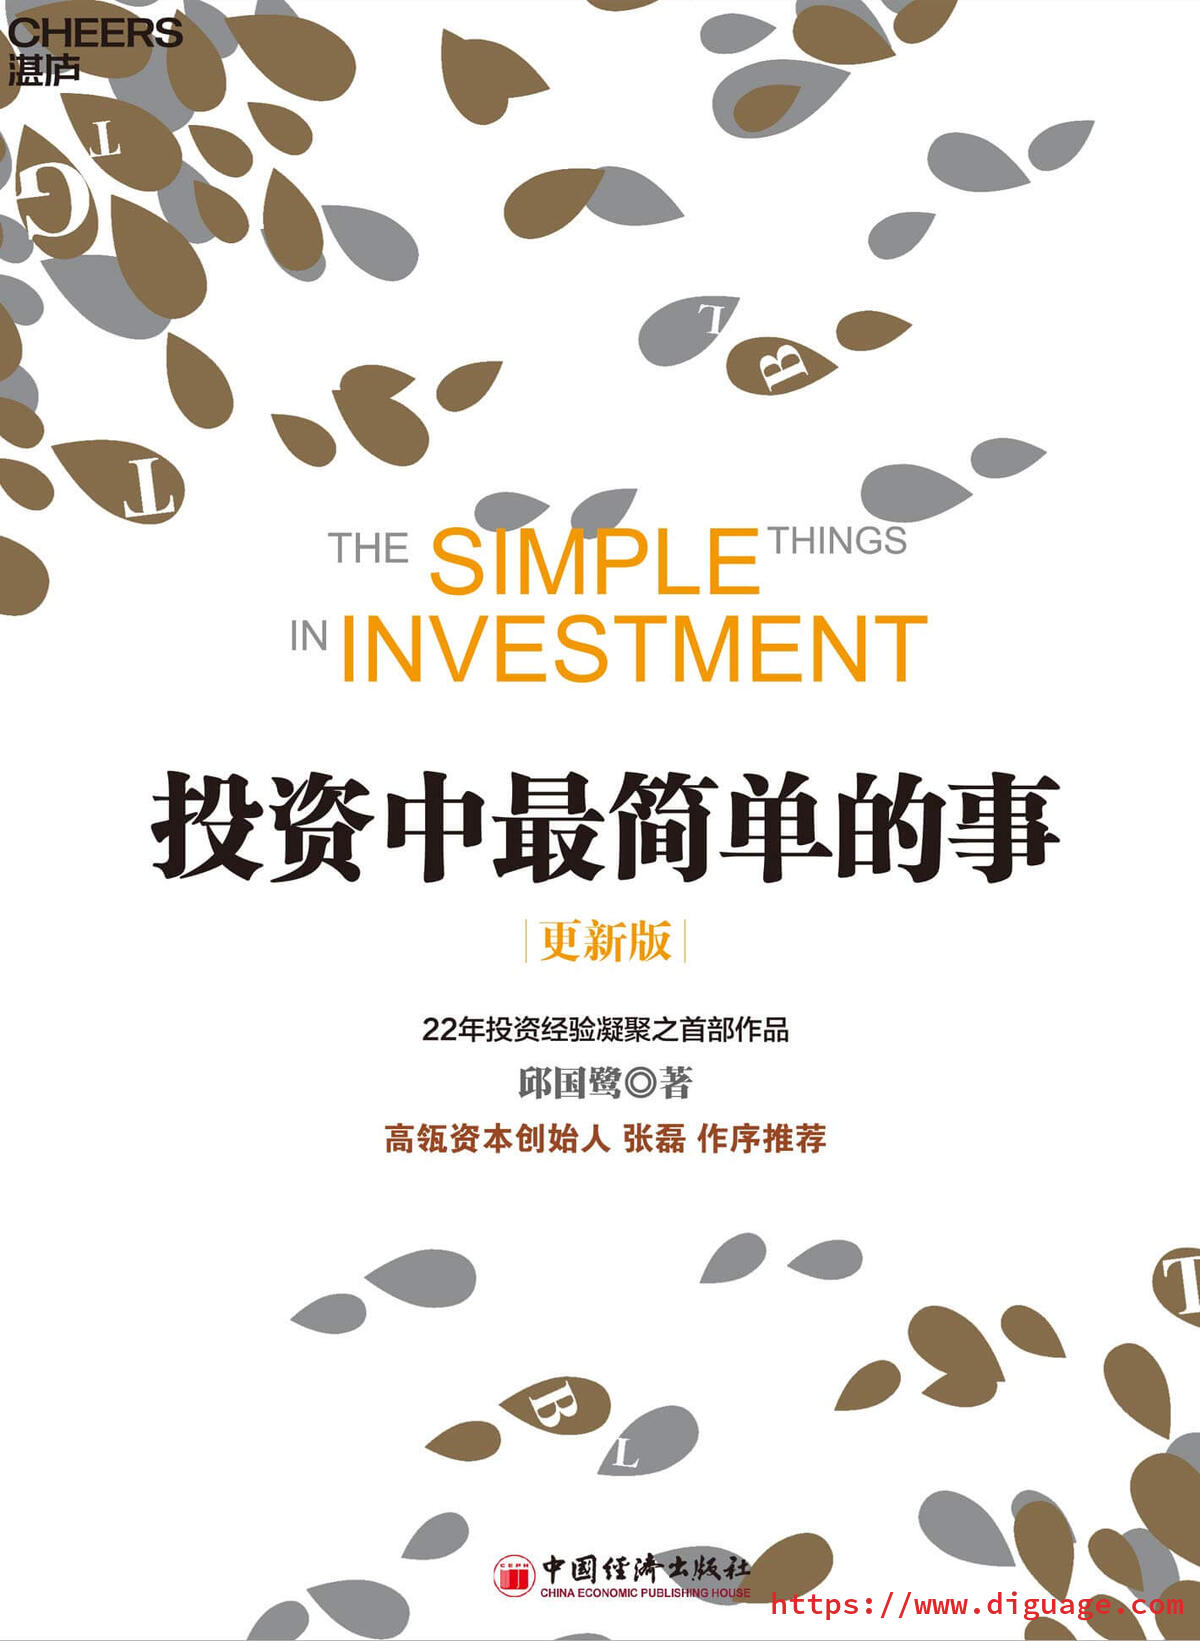 CHEERS
湛庐
T
G
L
B
T
THE SIMPLE THINGS
IN INVESTMENT
投资中最简单的事
更新版
22年投资经验凝聚之首部作品
邱国鹭◎著
高瓴资本创始人 张磊 作序推荐
T
B
L
CEPH
中国经济出版社
CHINA ECONOMIC PUBLISHING HOUSE
https://www.diguage.com